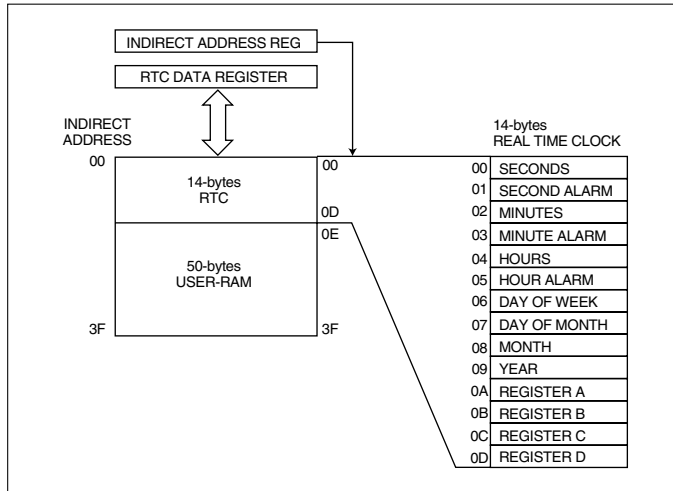 INDIRECT ADDRESS REG
RTC DATA REGISTER
INDIRECT
ADDRESS
00
14-bytes
RTC
00
0D
0E
50-bytes
USER-RAM
3F
3F
14-bytes
REAL TIME CLOCK
00 SECONDS
01 SECOND ALARM
02 MINUTES
03 MINUTE ALARM
04 HOURS
05 HOUR ALARM
06 DAY OF WEEK
07 DAY OF MONTH
08 MONTH
09 YEAR
0A REGISTER A
0B REGISTER B
0C REGISTER C
0D REGISTER D